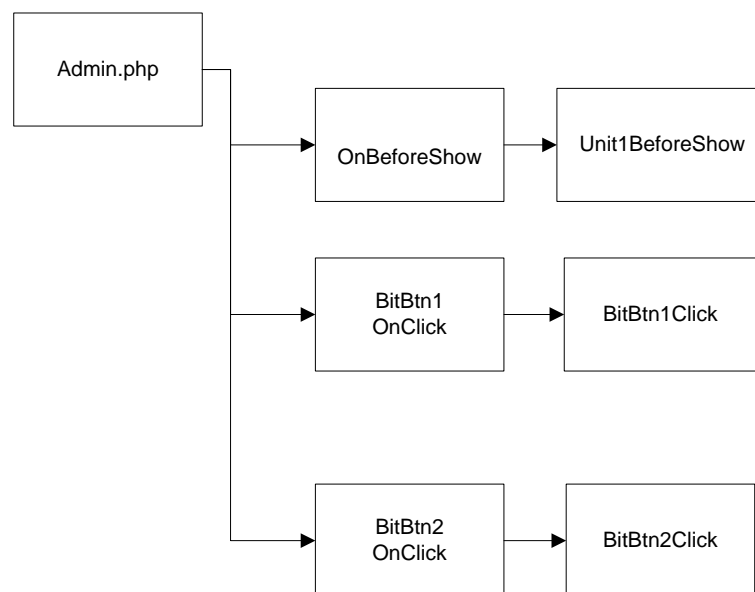 Admin.php
OnBeforeShow
Unit1BeforeShow
BitBtn1
OnClick
BitBtn1Click
BitBtn2
OnClick
BitBtn2Click